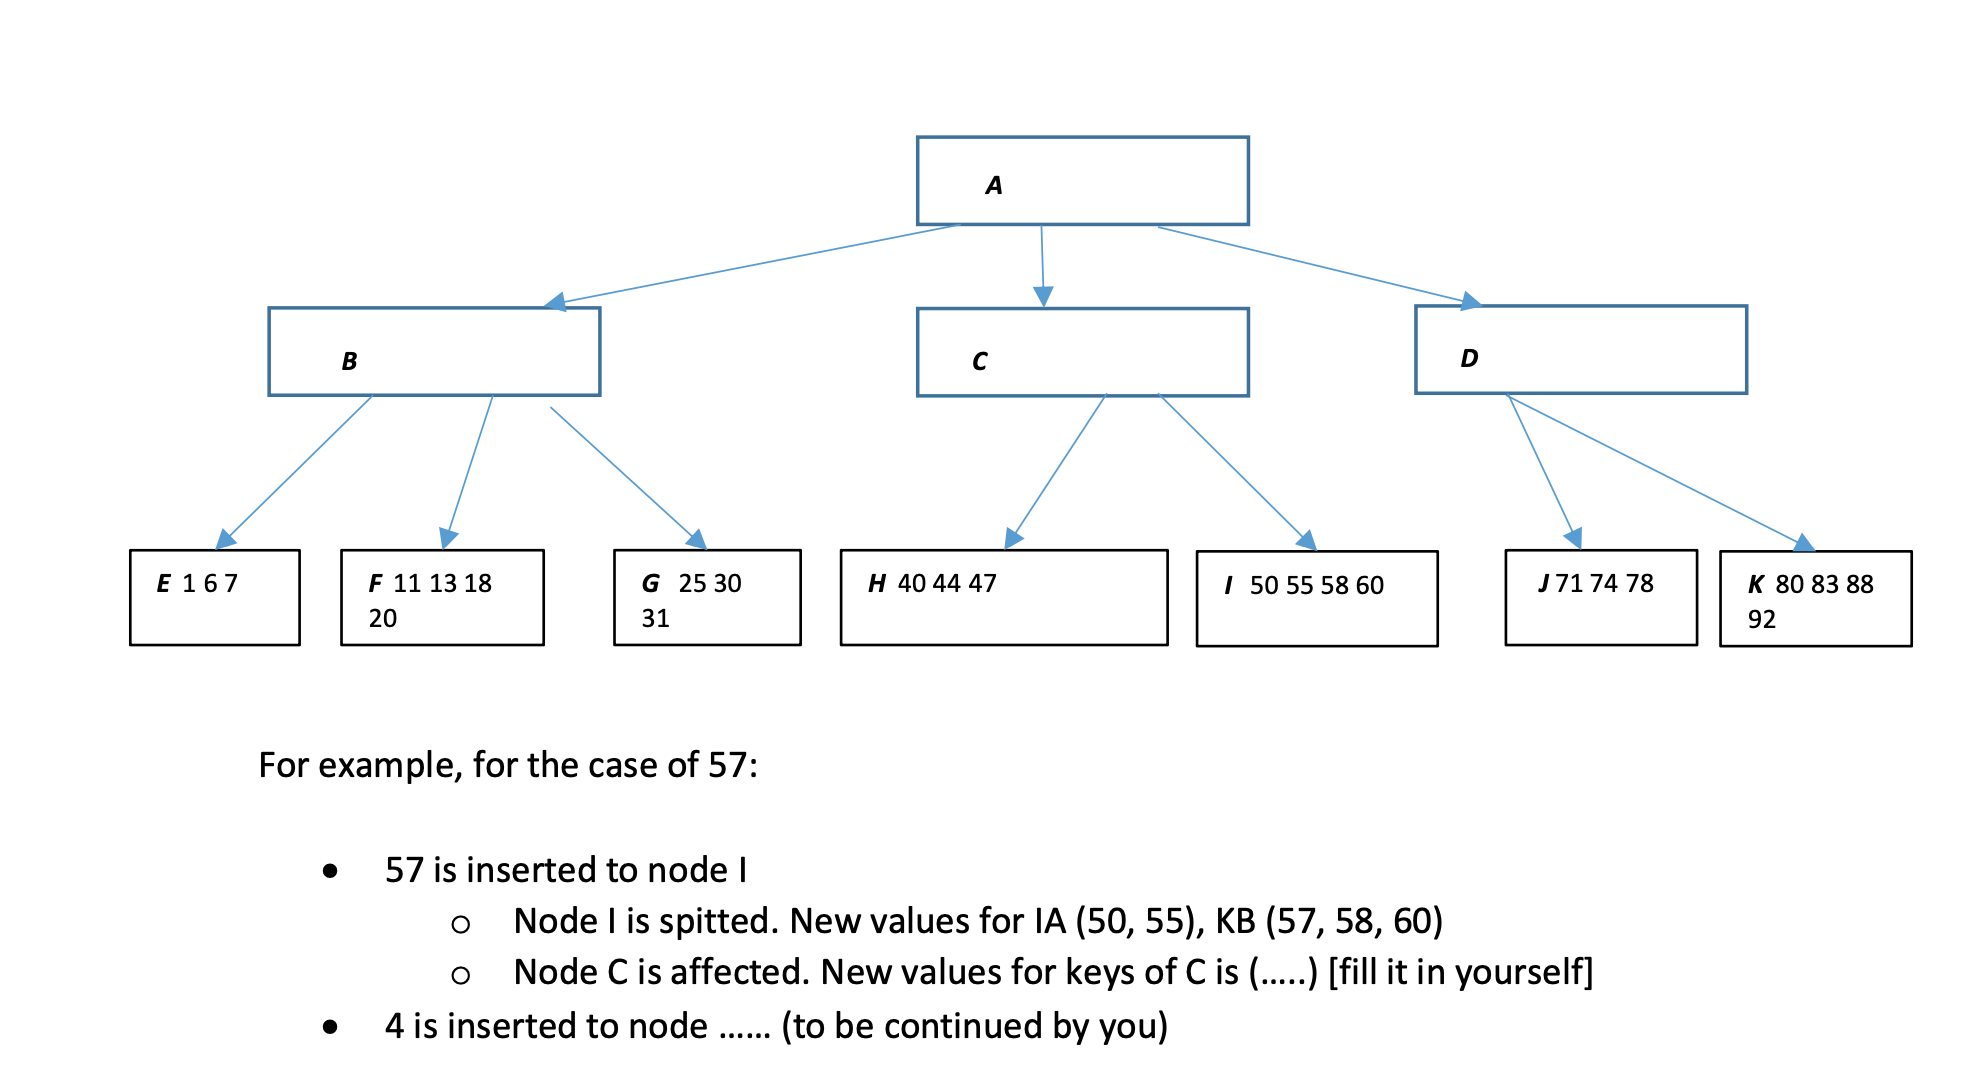 A
B
C
D
E 1 6 7
F 11 13 18
20
G 25 30
31
H 40 44 47
I 50 55 58 60
J 71 74 78
K 80 83 88
92
For example, for the case of 57:
• 57 is inserted to node I
o Node I is spitted. New values for IA (50, 55), KB (57, 58, 60)
o Node C is affected. New values for keys of C is (.....) [fill it in yourself]
• 4 is inserted to node ...... (to be continued by you)